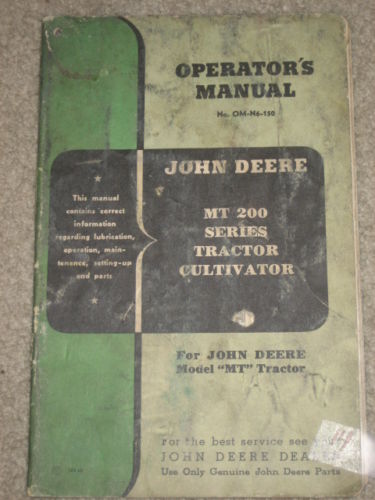 OPERATOR'S
MANUAL
No. OM-N6-150
JOHN DEERE
MT 200
SERIES
TRACTOR
CULTIVATOR
This manual
contains correct
information
regarding lubrication,
operation, main-
tenance, setting-up
and parts
For JOHN DEERE
Model "MT" Tractor
For the best service see your
JOHN DEERE DEALER
Use Only Genuine John Deere Parts